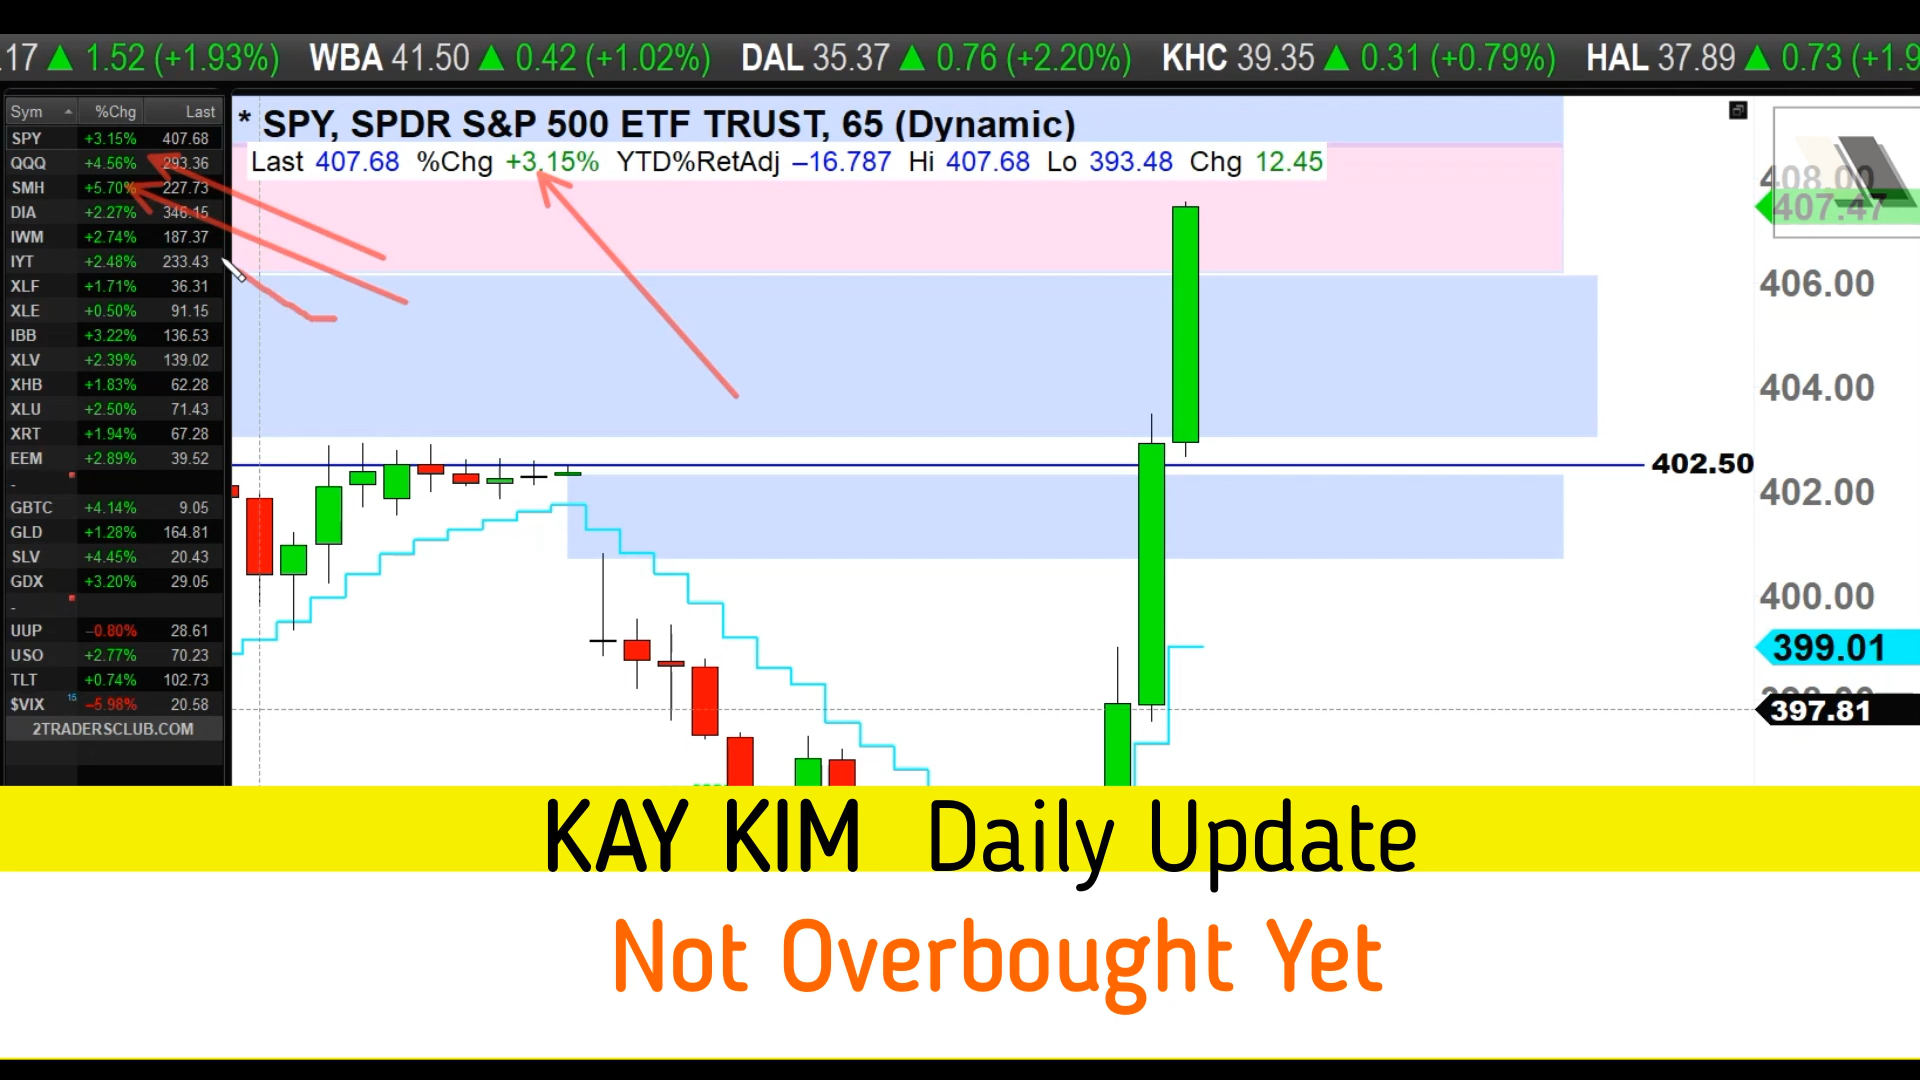 .17 ▲ 1.52 (+1.93%) WBA 41.50 ▲ 0.42 (+1.02%) DAL 35.37 ▲ 0.76 (+2.20%) KHC 39.35 ▲ 0.31 (+0.79%) HAL 37.89 ▲ 0.73 (+1.9
Sym %Chg Last
SPY +3.15% 407.68
QQQ +4.56% 293.36
SMH +5.70% 227.73
DIA +2.27% 346.15
IWM +2.74% 187.37
IYT +2.48% 233.43
XLF +1.71% 36.31
XLE +0.50% 91.15
IBB +3.22% 136.53
XLV +2.39% 139.02
XHB +1.83% 62.28
XLU +2.50% 71.43
XRT +1.94% 67.28
EEM +2.89% 39.52
-
GBTC +4.14% 9.05
GLD +1.28% 164.81
SLV +4.45% 20.43
GDX +3.20% 29.05
-
UUP –0.80% 28.61
USO +2.77% 70.23
TLT +0.74% 102.73
$VIX 15 –5.98% 20.58
2TRADERSCLUB.COM
* SPY, SPDR S&P 500 ETF TRUST, 65 (Dynamic)
Last 407.68 %Chg +3.15% YTD%RetAdj –16.787 Hi 407.68 Lo 393.48 Chg 12.45
408.00
407.47
406.00
404.00
402.50
402.00
400.00
399.01
398.00
397.81
KAY KIM Daily Update
Not Overbought Yet